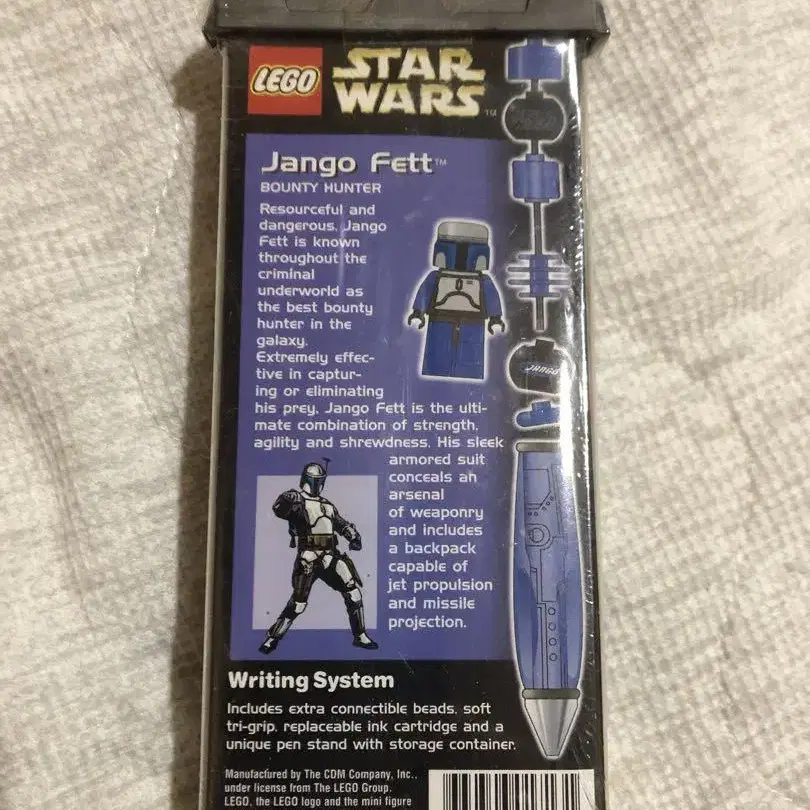 LEGO
STAR
WARS™
Jango Fett™
BOUNTY HUNTER
Resourceful and
dangerous, Jango
Fett is known
throughout the
criminal
underworld as
the best bounty
hunter in the
galaxy.
Extremely effec-
tive in captur-
ing or eliminating
his prey, Jango Fett is the ulti-
mate combination of strength,
agility and shrewdness. His sleek
armored suit
conceals an
arsenal
of weaponry
and includes
a backpack
capable of
jet propulsion
and missile
projection.
JANGO
Writing System
Includes extra connectible beads, soft
tri-grip, replaceable ink cartridge and a
unique pen stand with storage container.
Manufactured by The CDM Company, Inc.,
under license from The LEGO Group.
LEGO, the LEGO logo and the mini figure